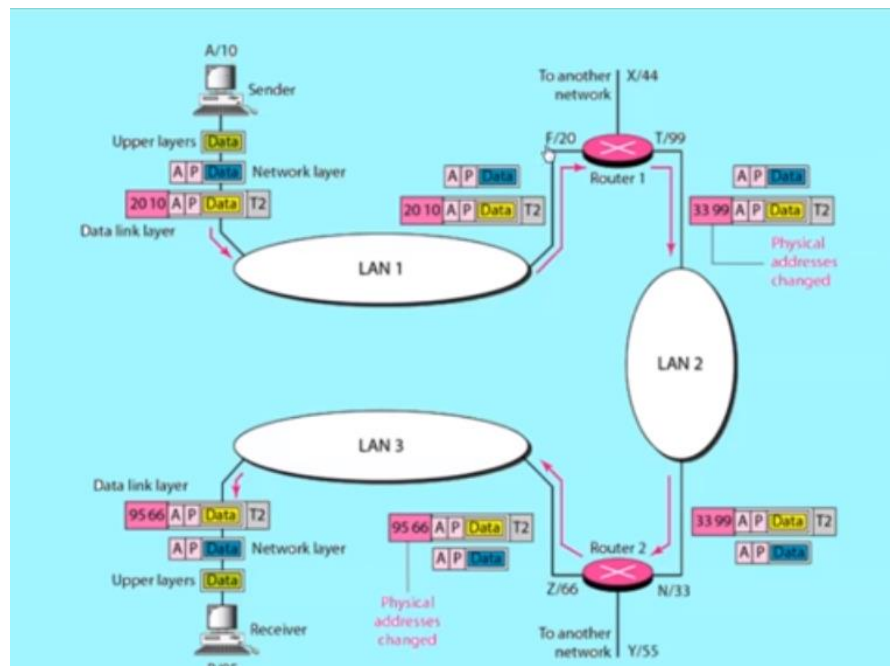 A/10
Sender
To another
network
X/44
Upper layers
Data
F/20
T/99
A P Data
Network layer
A P Data
Router 1
A P Data
20 10 A P Data T2
20 10 A P Data T2
33 99 A P Data T2
Data link layer
Physical
addresses
changed
LAN 1
LAN 2
LAN 3
Data link layer
95 66 A P Data T2
95 66 A P Data T2
33 99 A P Data T2
A P Data
Network layer
A P Data
Router 2
A P Data
Upper layers
Data
Z/66
N/33
Physical
addresses
changed
Receiver
To another
network
Y/55